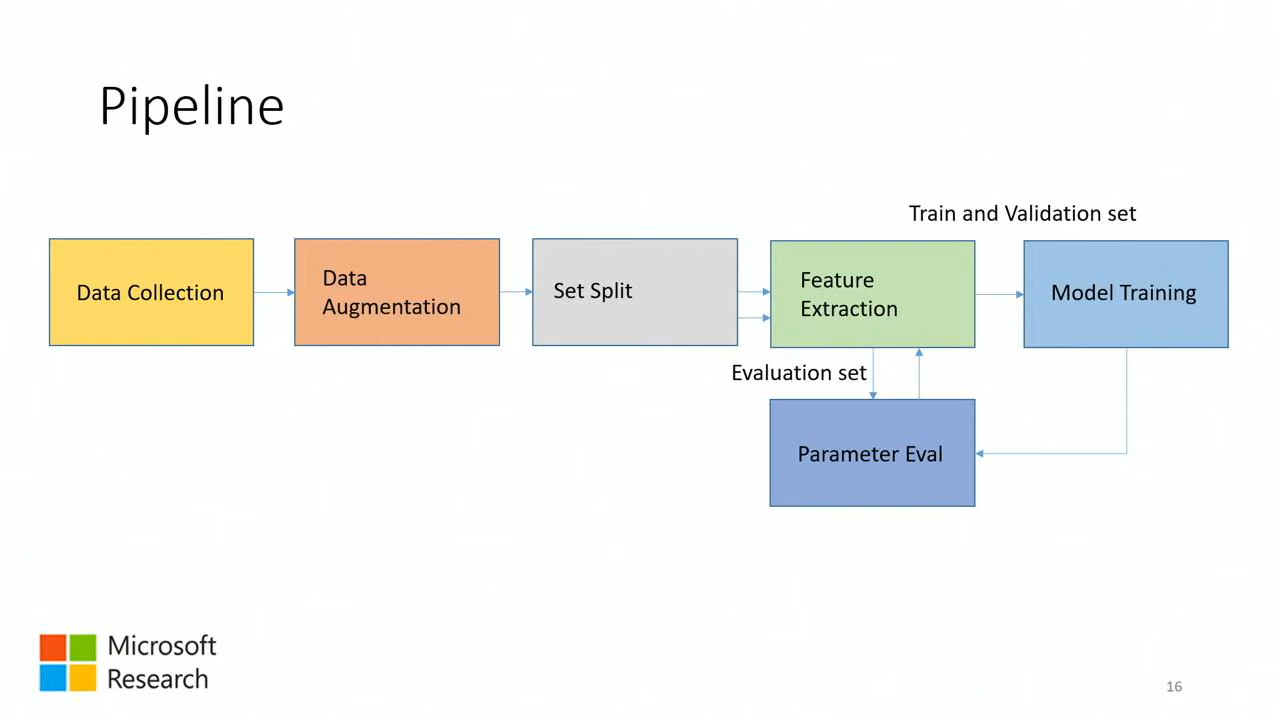 Pipeline
Train and Validation set
Data Collection
Data
Augmentation
Set Split
Feature
Extraction
Model Training
Evaluation set
Parameter Eval
Microsoft
Research
16